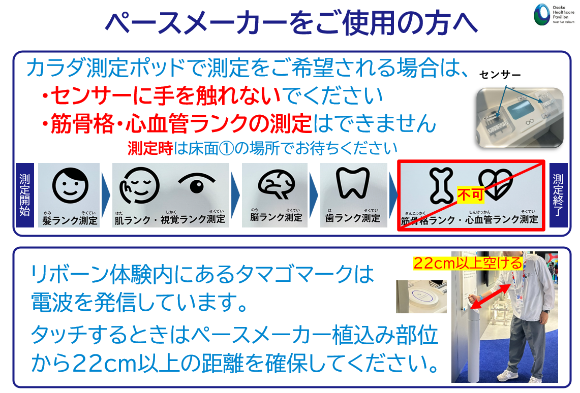 ペースメーカーをご使用の方へ
Osaka
Healthcare
Pavilion
カラダ測定ポッドで測定をご希望される場合は、
・センサーに手を触れないでください
・筋骨格・心血管ランクの測定はできません
測定時は床面①の場所でお待ちください
センサー
測定開始
髪ランク測定
肌ランク・視覚ランク測定
脳ランク測定
歯ランク測定
不可
筋骨格ランク・心血管ランク測定
測定終了
リボーン体験内にあるタマゴマークは
電波を発信しています。
タッチするときはペースメーカー植込み部位
から22cm以上の距離を確保してください。
22cm以上空ける